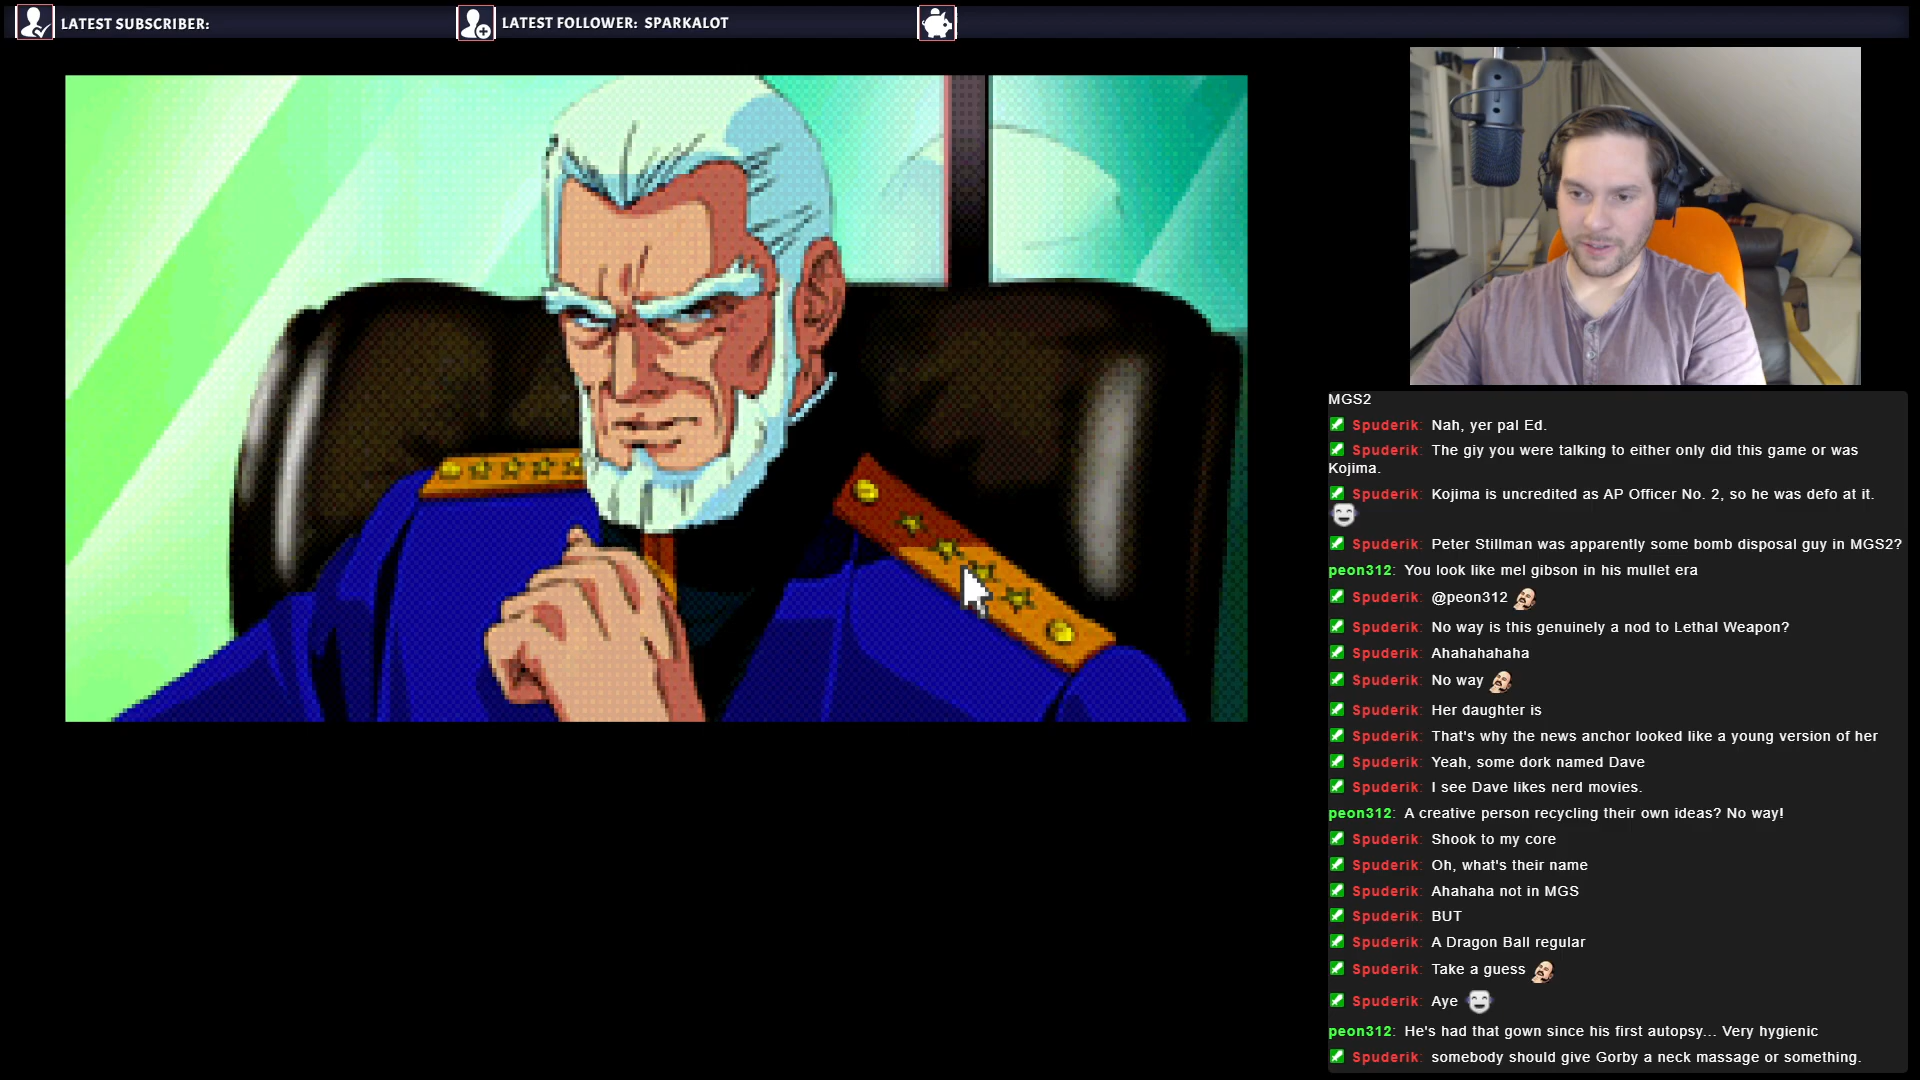 LATEST SUBSCRIBER:
LATEST FOLLOWER: SPARKALOT
MGS2
Spuderik: Nah, yer pal Ed.
Spuderik: The giy you were talking to either only did this game or was
Kojima.
Spuderik: Kojima is uncredited as AP Officer No. 2, so he was defo at it.
Spuderik: Peter Stillman was apparently some bomb disposal guy in MGS2?
peon312: You look like mel gibson in his mullet era
Spuderik: @peon312
Spuderik: No way is this genuinely a nod to Lethal Weapon?
Spuderik: Ahahahahaha
Spuderik: No way
Spuderik: Her daughter is
Spuderik: That's why the news anchor looked like a young version of her
Spuderik: Yeah, some dork named Dave
Spuderik: I see Dave likes nerd movies.
peon312: A creative person recycling their own ideas? No way!
Spuderik: Shook to my core
Spuderik: Oh, what's their name
Spuderik: Ahahaha not in MGS
Spuderik: BUT
Spuderik: A Dragon Ball regular
Spuderik: Take a guess
Spuderik: Aye
peon312: He's had that gown since his first autopsy... Very hygienic
Spuderik: somebody should give Gorby a neck massage or something.